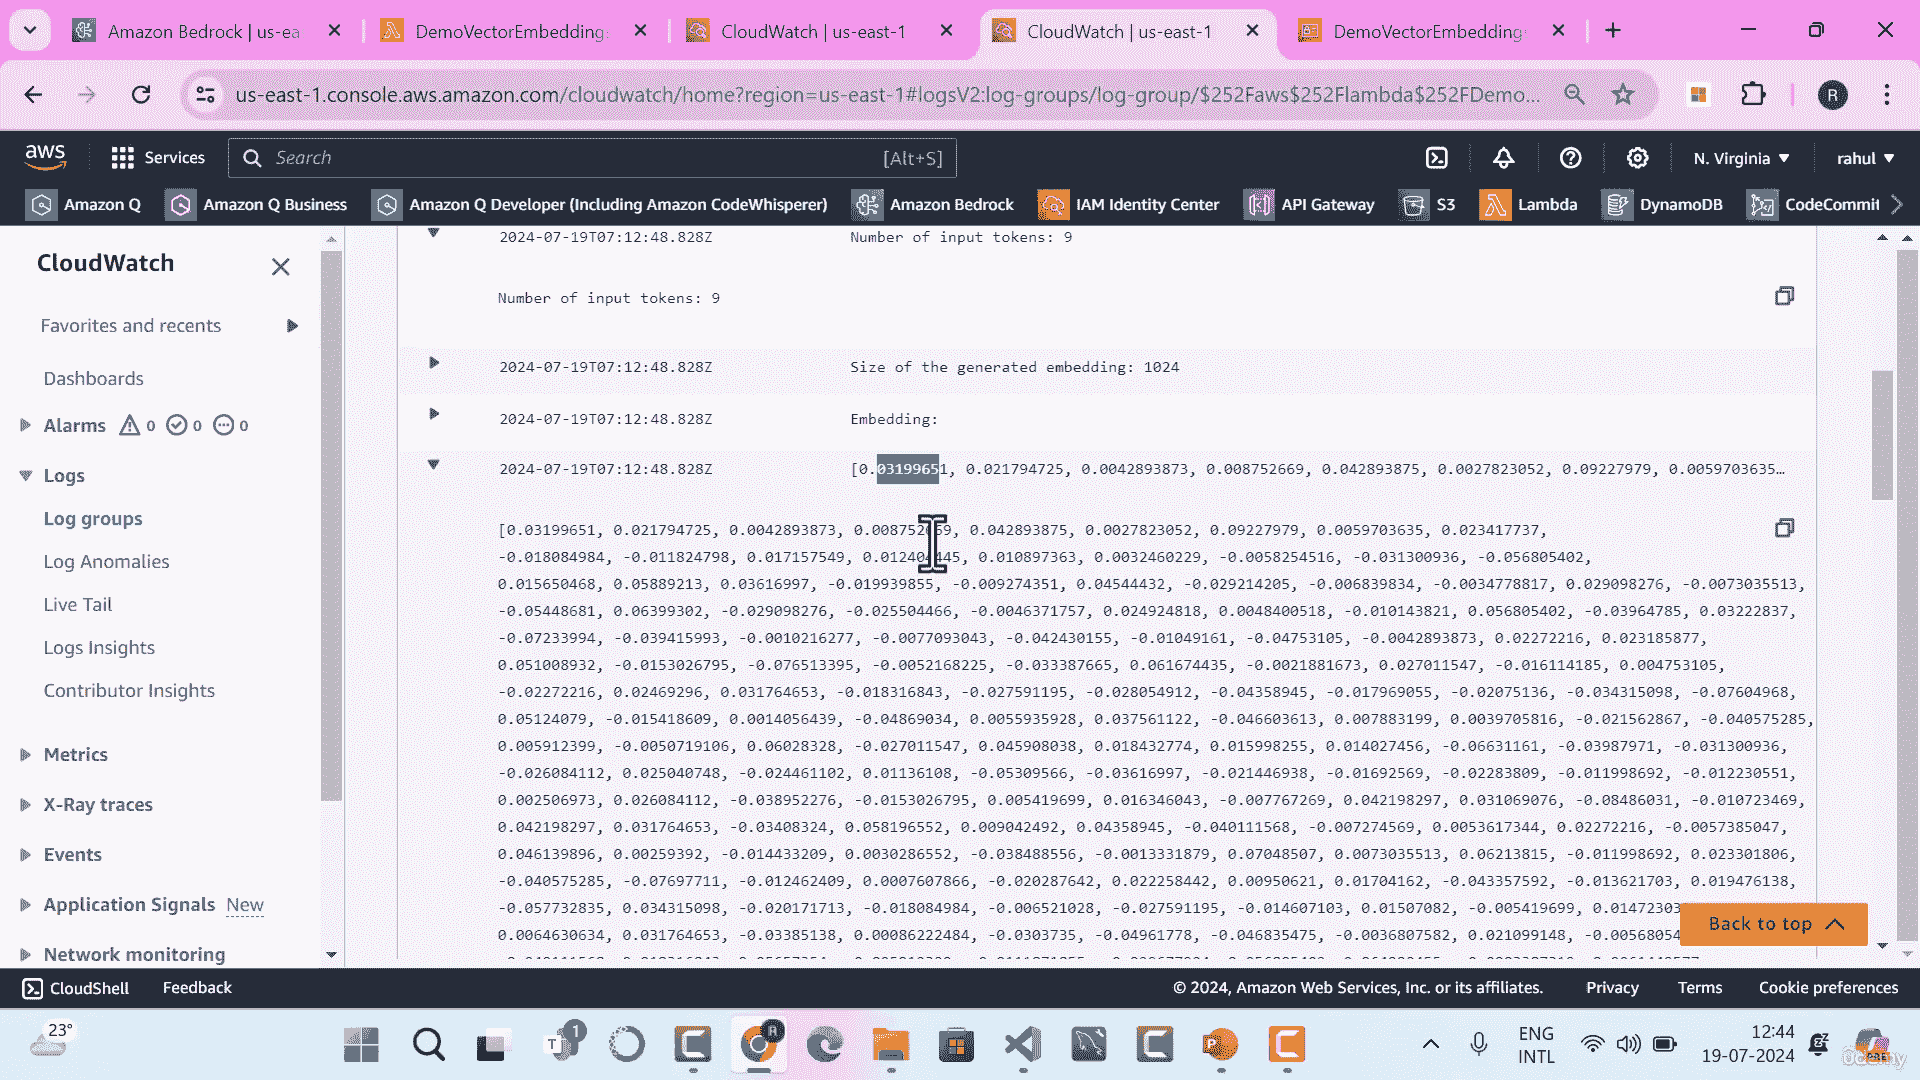 Amazon Bedrock | us-ea
DemoVectorEmbedding
CloudWatch | us-east-1
CloudWatch | us-east-1
DemoVectorEmbedding
us-east-1.console.aws.amazon.com/cloudwatch/home?region=us-east-1#logsV2:log-groups/log-group/$252Faws$252Flambda$252FDemo...
R
aws
Services
Search
[Alt+S]
N. Virginia
rahul
Amazon Q
Amazon Q Business
Amazon Q Developer (Including Amazon CodeWhisperer)
Amazon Bedrock
IAM Identity Center
API Gateway
S3
Lambda
DynamoDB
CodeCommit
CloudWatch
Favorites and recents
Dashboards
Alarms 0 0 0
Logs
Log groups
Log Anomalies
Live Tail
Logs Insights
Contributor Insights
Metrics
X-Ray traces
Events
Application Signals New
Network monitoring
2024-07-19T07:12:48.828Z Number of input tokens: 9
Number of input tokens: 9
2024-07-19T07:12:48.828Z Size of the generated embedding: 1024
2024-07-19T07:12:48.828Z Embedding:
2024-07-19T07:12:48.828Z [0.03199651, 0.021794725, 0.0042893873, 0.008752669, 0.042893875, 0.0027823052, 0.09227979, 0.0059703635…
[0.03199651, 0.021794725, 0.0042893873, 0.008752669, 0.042893875, 0.0027823052, 0.09227979, 0.0059703635, 0.023417737,
-0.018084984, -0.011824798, 0.017157549, 0.012404445, 0.010897363, 0.0032460229, -0.0058254516, -0.031300936, -0.056805402,
0.015650468, 0.05889213, 0.03616997, -0.019939855, -0.009274351, 0.04544432, -0.029214205, -0.006839834, -0.0034778817, 0.029098276, -0.0073035513,
-0.05448681, 0.06399302, -0.029098276, -0.025504466, -0.0046371757, 0.024924818, 0.0048400518, -0.010143821, 0.056805402, -0.03964785, 0.03222837,
-0.07233994, -0.039415993, -0.0010216277, -0.0077093043, -0.042430155, -0.01049161, -0.04753105, -0.0042893873, 0.02272216, 0.023185877,
0.051008932, -0.0153026795, -0.076513395, -0.0052168225, -0.033387665, 0.061674435, -0.0021881673, 0.027011547, -0.016114185, 0.004753105,
-0.02272216, 0.02469296, 0.031764653, -0.018316843, -0.027591195, -0.028054912, -0.04358945, -0.017969055, -0.02075136, -0.034315098, -0.07604968,
0.05124079, -0.015418609, 0.0014056439, -0.04869034, 0.0055935928, 0.037561122, -0.046603613, 0.007883199, 0.0039705816, -0.021562867, -0.040575285,
0.005912399, -0.0050719106, 0.06028328, -0.027011547, 0.045908038, 0.018432774, 0.015998255, 0.014027456, -0.06631161, -0.03987971, -0.031300936,
-0.026084112, 0.025040748, -0.024461102, 0.01136108, -0.05309566, -0.03616997, -0.021446938, -0.01692569, -0.02283809, -0.011998692, -0.012230551,
0.002506973, 0.026084112, -0.038952276, -0.0153026795, 0.005419699, 0.016346043, -0.007767269, 0.042198297, 0.031069076, -0.08486031, -0.010723469,
0.042198297, 0.031764653, -0.03408324, 0.058196552, 0.009042492, 0.04358945, -0.040111568, -0.007274569, 0.0053617344, 0.02272216, -0.0057385047,
0.046139896, 0.00259392, -0.014433209, 0.0030286552, -0.038488556, -0.0013331879, 0.07048507, 0.0073035513, 0.06213815, -0.011998692, 0.023301806,
-0.040575285, -0.07697711, -0.012462409, 0.0007607866, -0.020287642, 0.022258442, 0.00950621, 0.01704162, -0.043357592, -0.013621703, 0.019476138,
-0.057732835, 0.034315098, -0.020171713, -0.018084984, -0.006521028, -0.027591195, -0.014607103, 0.01507082, -0.005419699, 0.0147230
0.0064630634, 0.031764653, -0.03385138, 0.00086222484, -0.0303735, -0.04961778, -0.046835475, -0.0036807582, 0.021099148, -0.0056805
Back to top
CloudShell
Feedback
© 2024, Amazon Web Services, Inc. or its affiliates.
Privacy
Terms
Cookie preferences
23°
1
R
ENG
INTL
12:44
19-07-2024
ûdemy